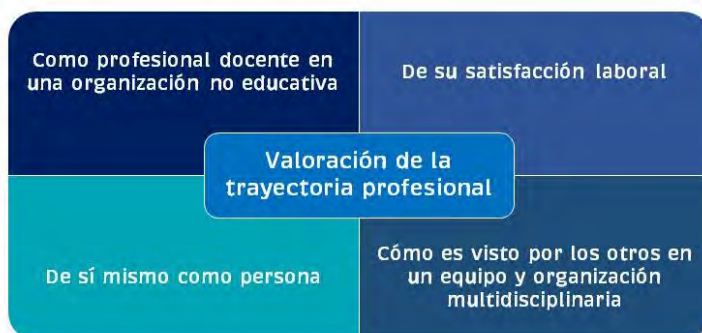 Como profesional docente en
una organización no educativa
De su satisfacción laboral
Valoración de la
trayectoria profesional
De sí mismo como persona
Cómo es visto por los otros en
un equipo y organización
multidisciplinaria